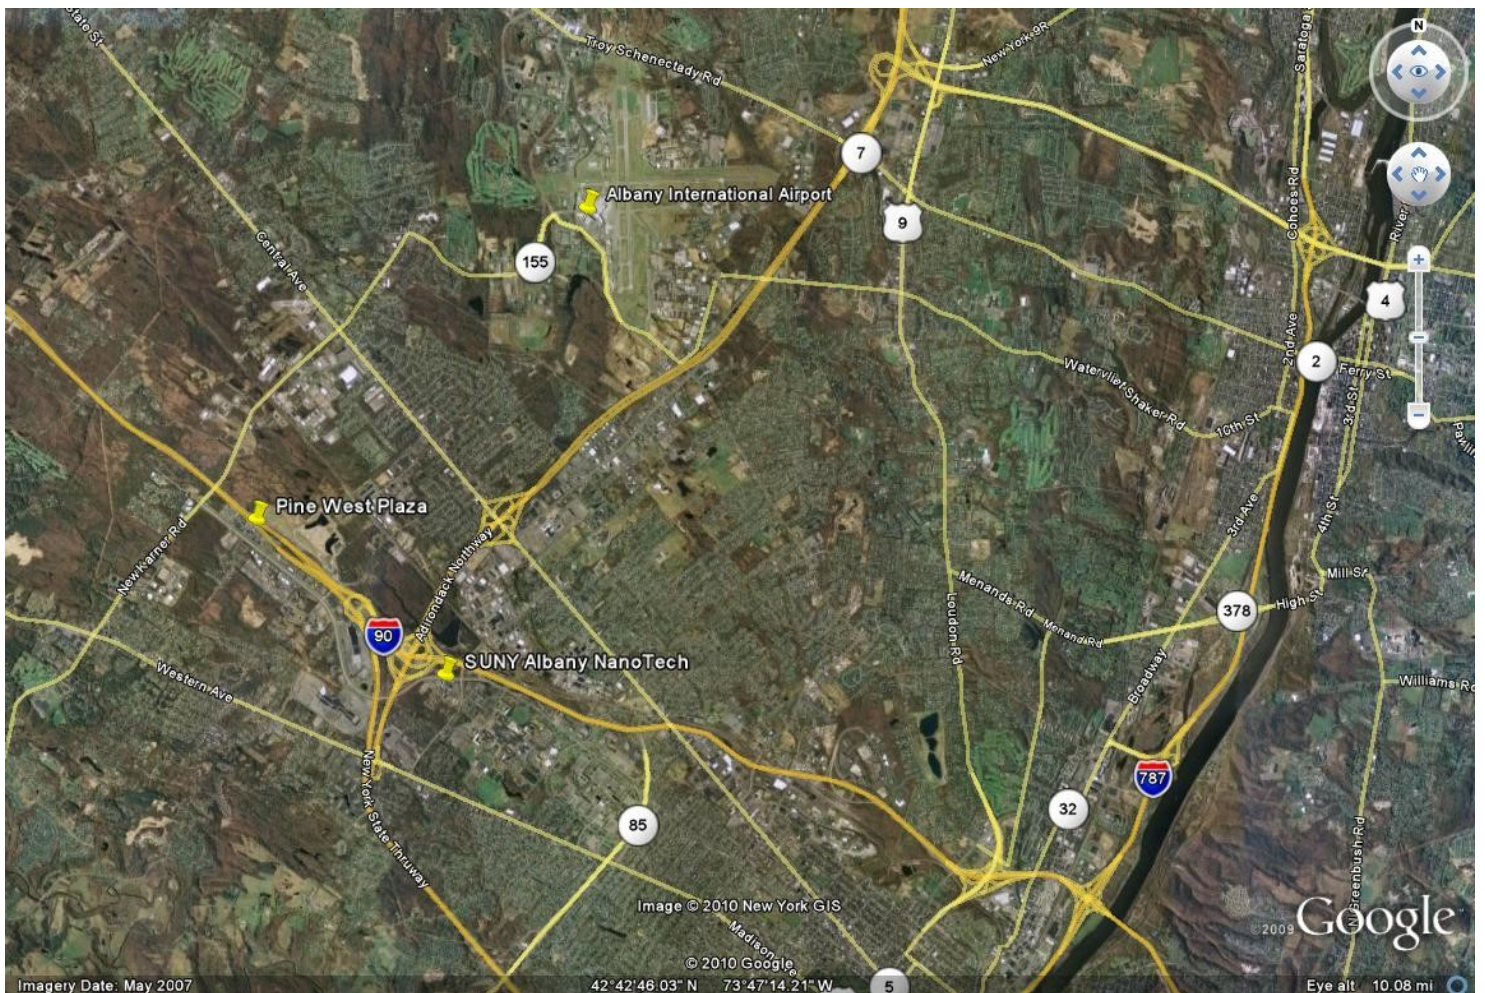 State St
Troy Schenectady Rd
New York 9R
Saratoga
N
7
Albany International Airport
9
Cohoes Rd
River
155
Central Ave
4
2nd Ave
2
Ferry St
3rd St
Watervliet Shaker Rd
10th St
Pine West Plaza
New Karner Rd
Adirondack Northway
3rd Ave
4th St
Mill St
Menands Rd
Menand Rd
378
High St
90
Loudon Rd
SUNY Albany NanoTech
Western Ave
Broadway
Williams Rd
New York State Thruway
787
32
85
N Greenbush Rd
Image © 2010 New York GIS
Madison
©2009 Google
© 2010 Google
5
Imagery Date: May 2007
42°42'46.03" N 73°47'14.21" W
Eye alt 10.08 mi